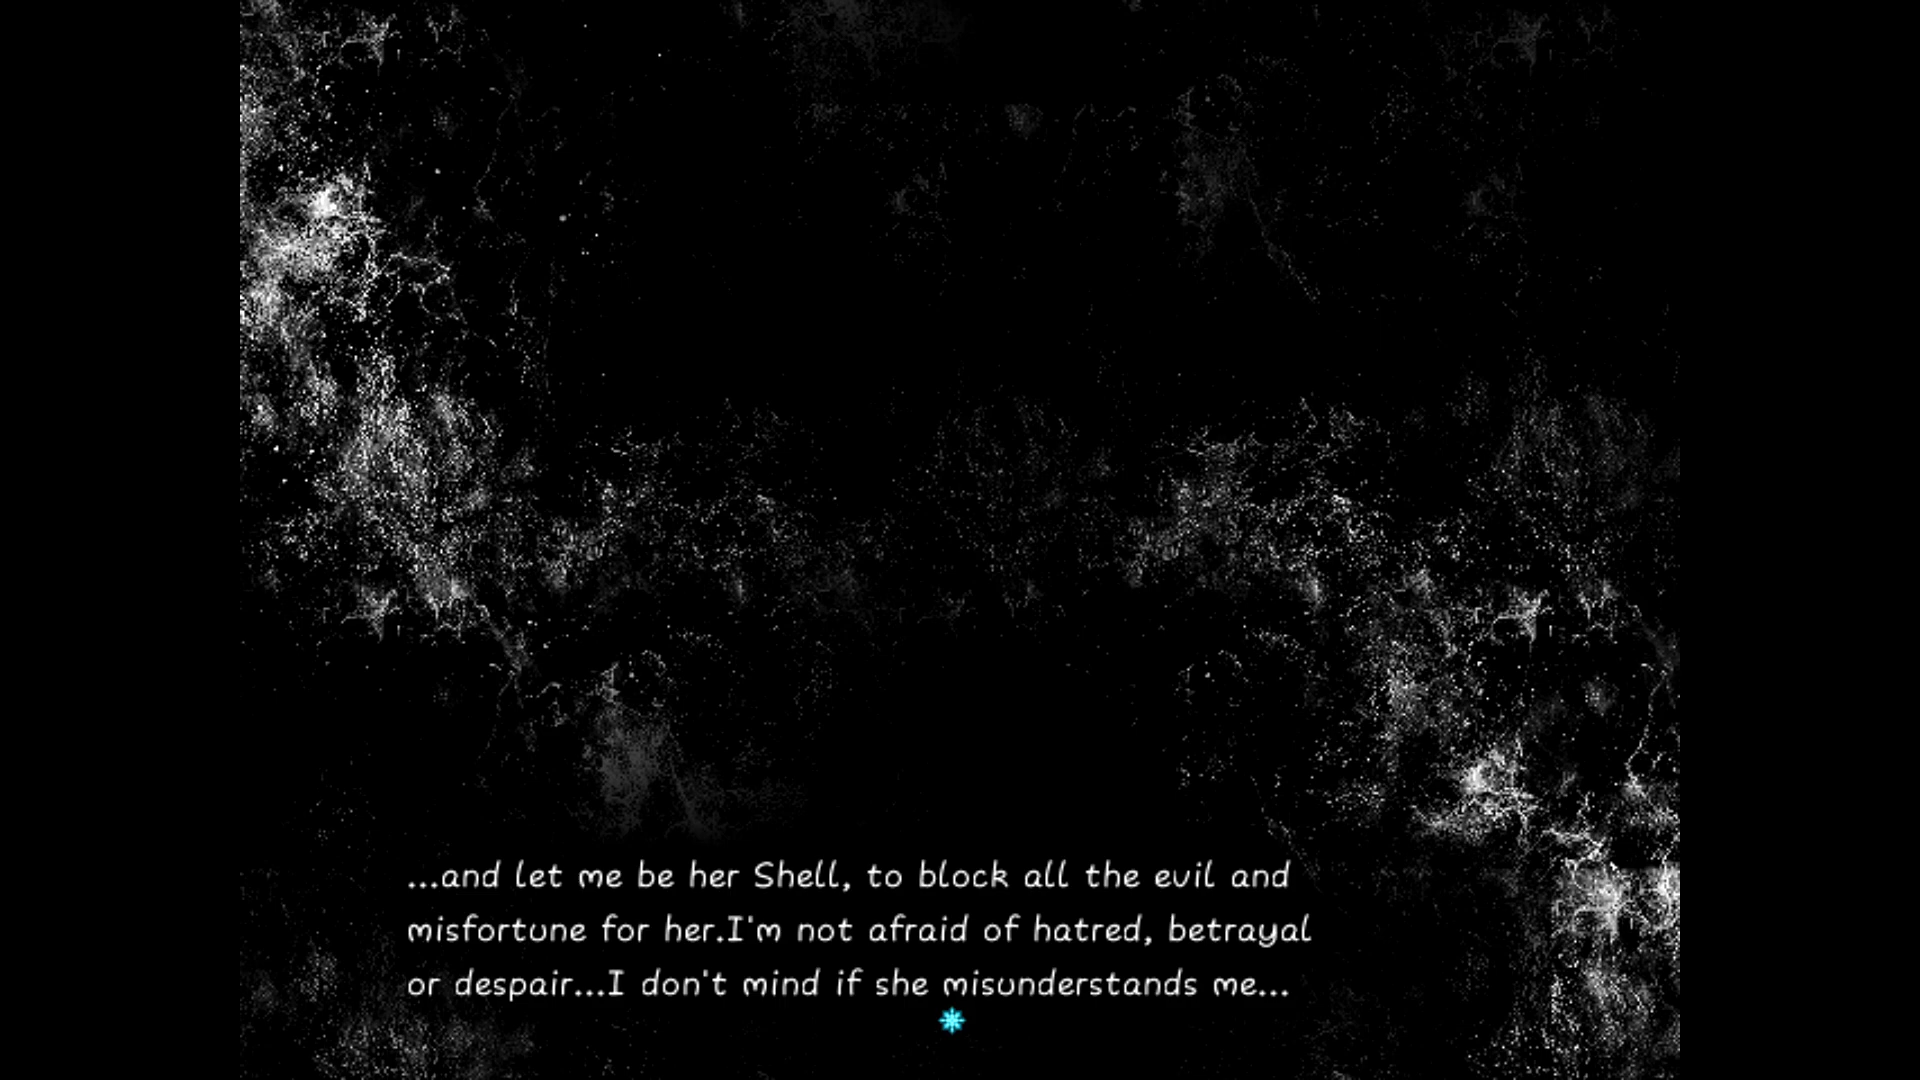 ...and let me be her Shell, to block all the evil and
misfortune for her.I'm not afraid of hatred, betrayal
or despair...I don't mind if she misunderstands me...